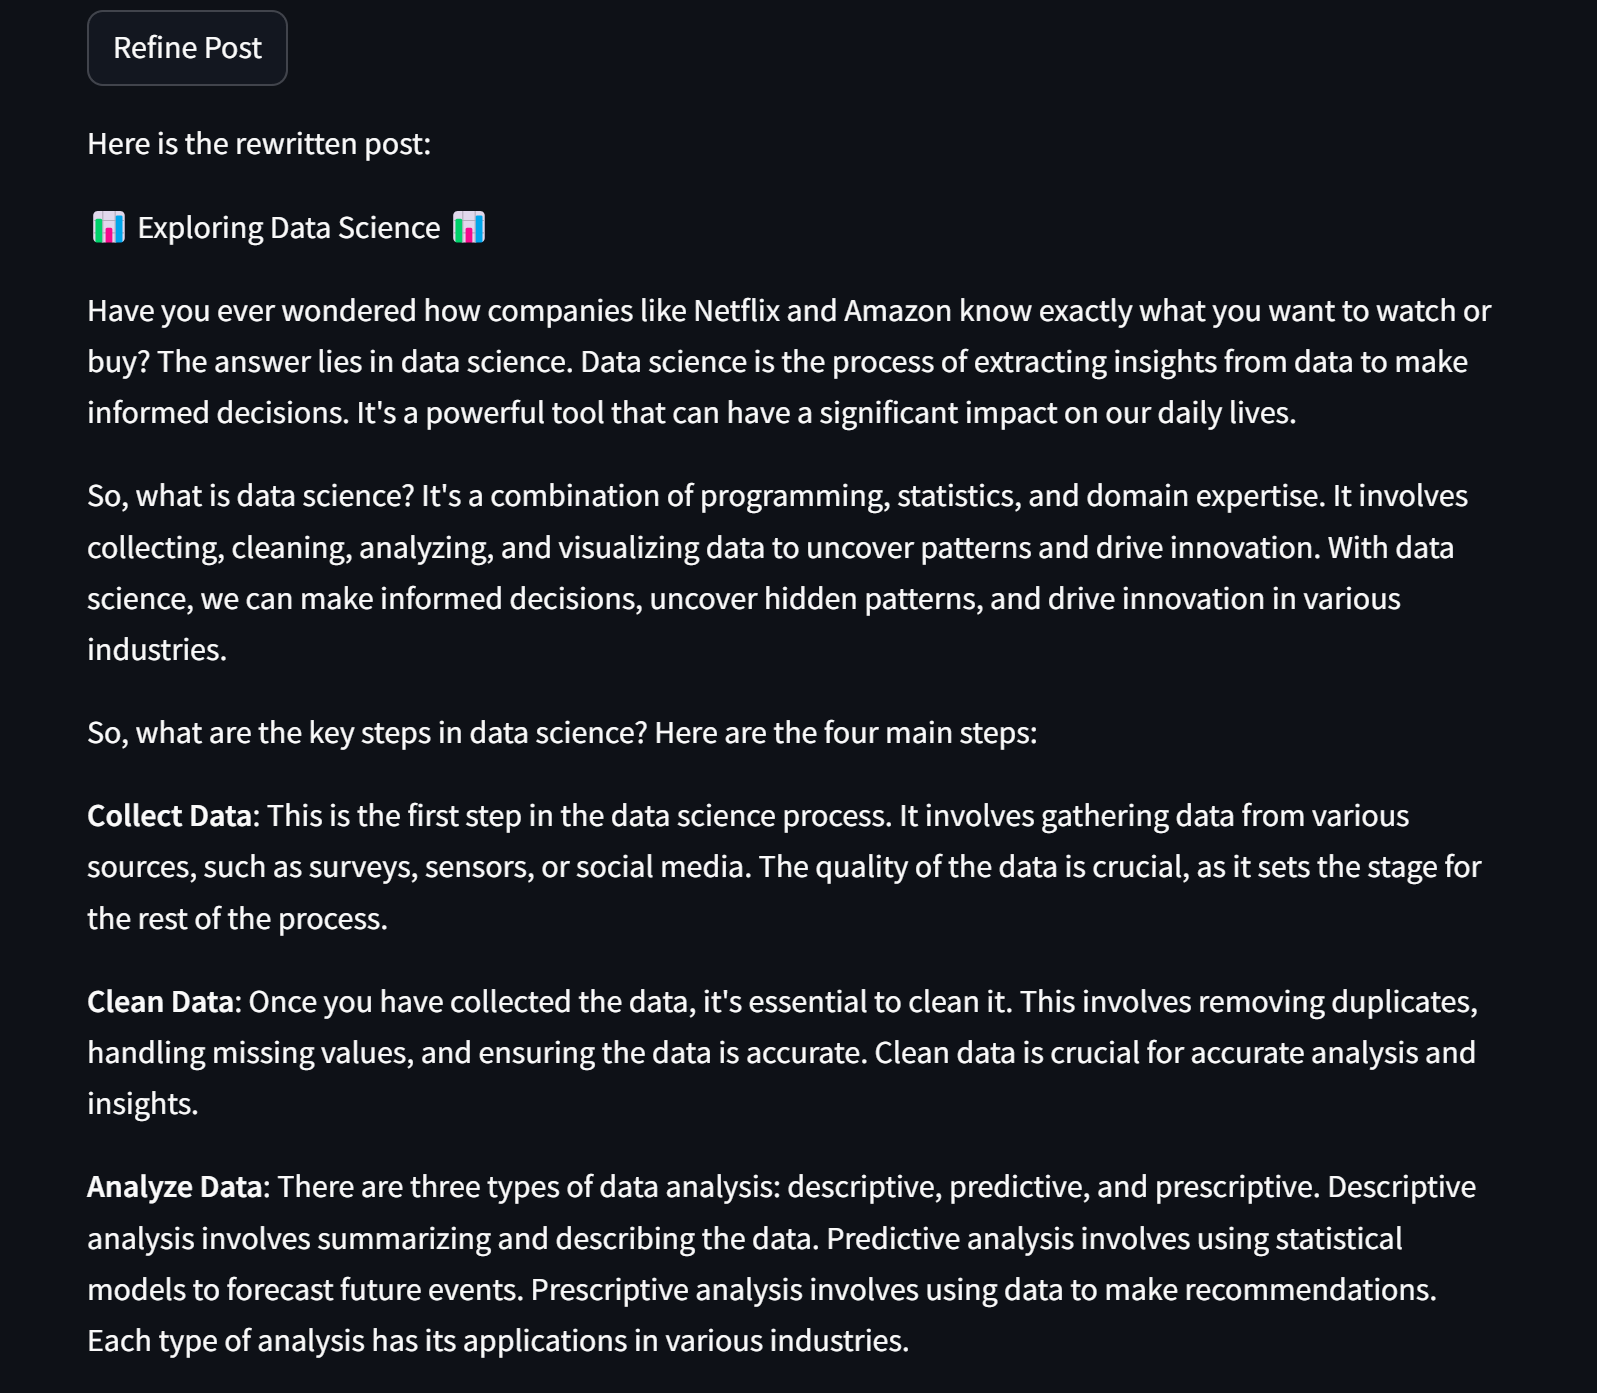 Refine Post
Here is the rewritten post:
📊 Exploring Data Science 📊
Have you ever wondered how companies like Netflix and Amazon know exactly what you want to watch or
buy? The answer lies in data science. Data science is the process of extracting insights from data to make
informed decisions. It's a powerful tool that can have a significant impact on our daily lives.
So, what is data science? It's a combination of programming, statistics, and domain expertise. It involves
collecting, cleaning, analyzing, and visualizing data to uncover patterns and drive innovation. With data
science, we can make informed decisions, uncover hidden patterns, and drive innovation in various
industries.
So, what are the key steps in data science? Here are the four main steps:
Collect Data: This is the first step in the data science process. It involves gathering data from various
sources, such as surveys, sensors, or social media. The quality of the data is crucial, as it sets the stage for
the rest of the process.
Clean Data: Once you have collected the data, it's essential to clean it. This involves removing duplicates,
handling missing values, and ensuring the data is accurate. Clean data is crucial for accurate analysis and
insights.
Analyze Data: There are three types of data analysis: descriptive, predictive, and prescriptive. Descriptive
analysis involves summarizing and describing the data. Predictive analysis involves using statistical
models to forecast future events. Prescriptive analysis involves using data to make recommendations.
Each type of analysis has its applications in various industries.